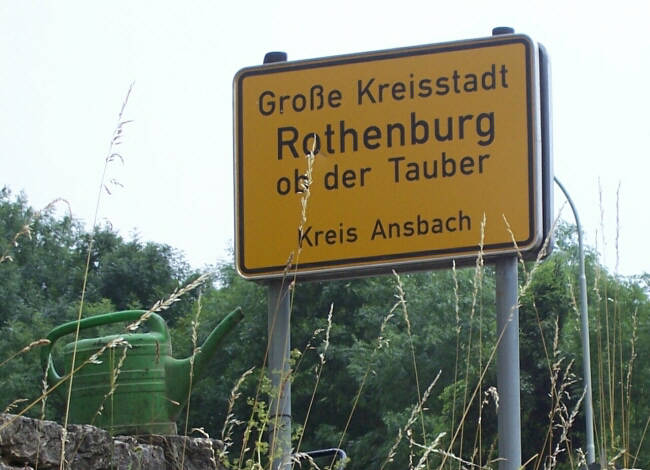 Große Kreisstadt
Rothenburg
ob der Tauber
Kreis Ansbach